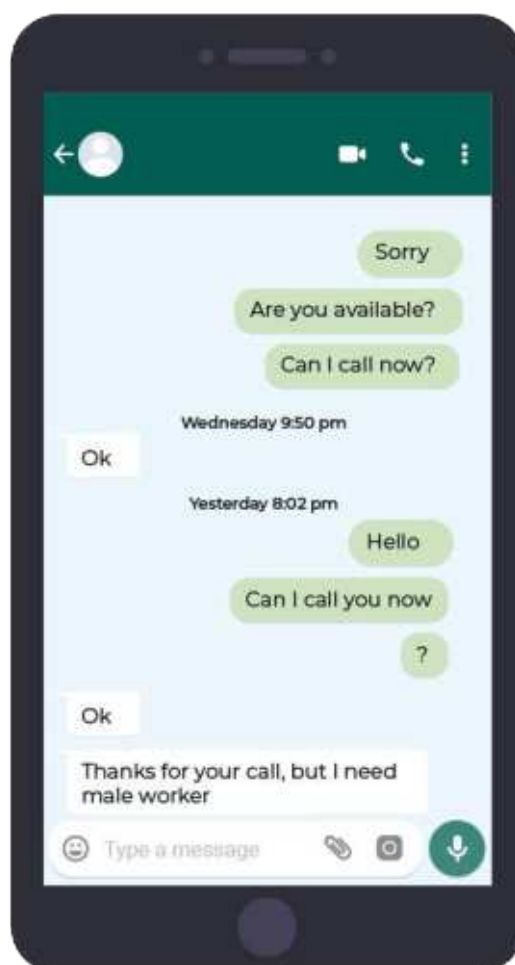 Sorry
Are you available?
Can I call now?
Wednesday 9:50 pm
Ok
Yesterday 8:02 pm
Hello
Can I call you now
?
Ok
Thanks for your call, but I need
male worker
Type a message